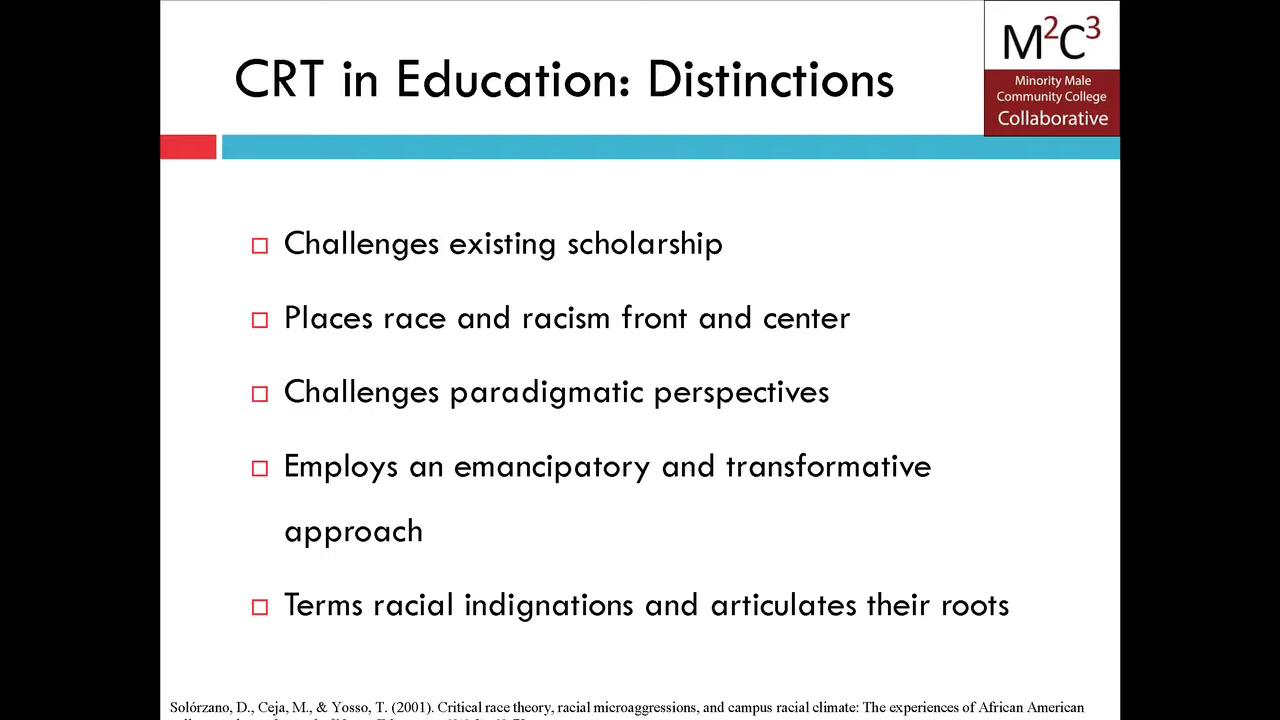 CRT in Education: Distinctions
M2C3
Minority Male
Community College
Collaborative
Challenges existing scholarship
Places race and racism front and center
Challenges paradigmatic perspectives
Employs an emancipatory and transformative
approach
Terms racial indignations and articulates their roots
Solórzano, D., Ceja, M., & Yosso, T. (2001). Critical race theory, racial microaggressions, and campus racial climate: The experiences of African American